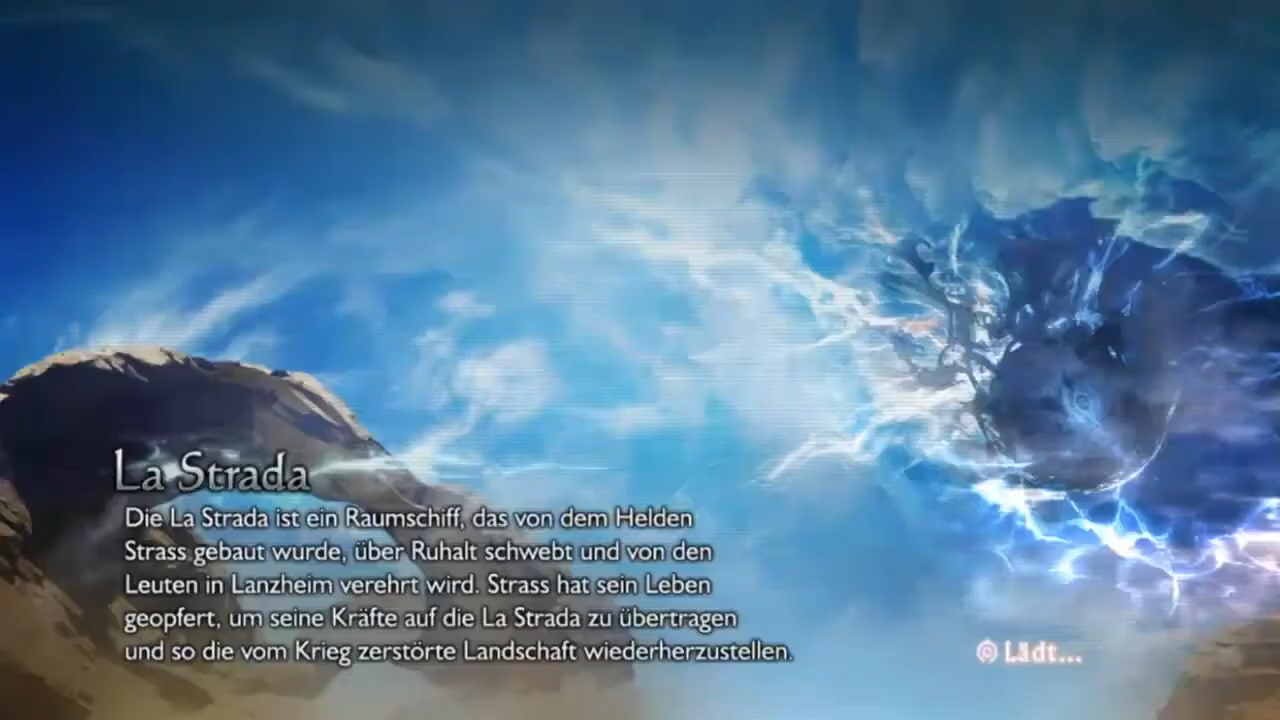 La Strada
Die La Strada ist ein Raumschiff, das von dem Helden
Strass gebaut wurde, über Ruhalt schwebt und von den
Leuten in Lanzheim verehrt wird. Strass hat sein Leben
geopfert, um seine Kräfte auf die La Strada zu übertragen
und so die vom Krieg zerstörte Landschaft wiederherzustellen.
Lädt...